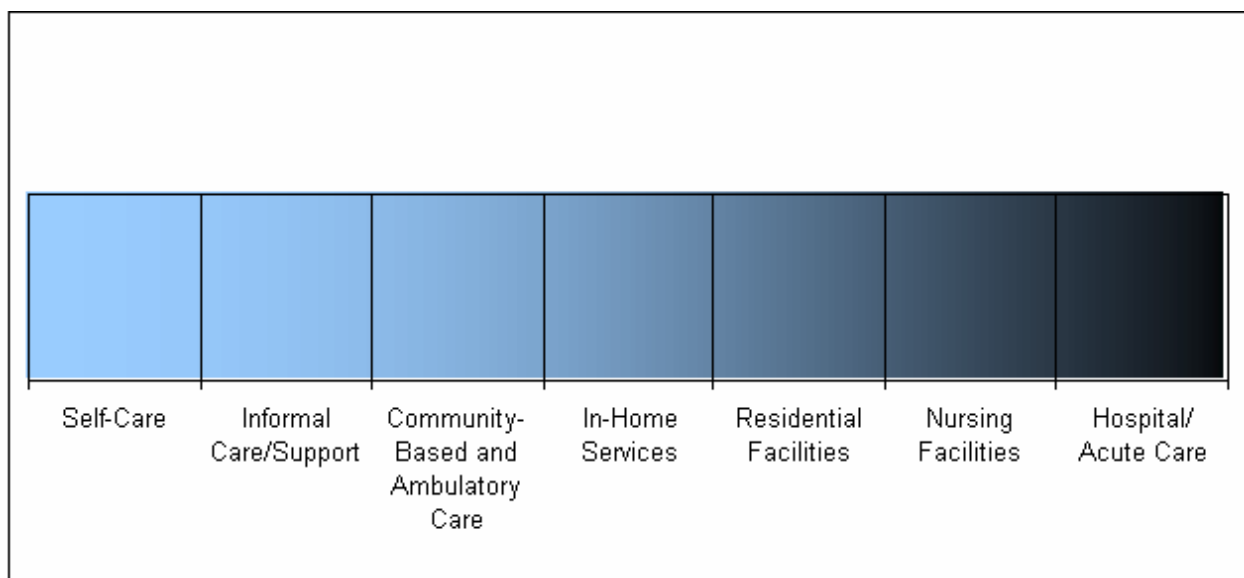 Self-Care
Informal
Care/Support
Community-
Based and
Ambulatory
Care
In-Home
Services
Residential
Facilities
Nursing
Facilities
Hospital/
Acute Care